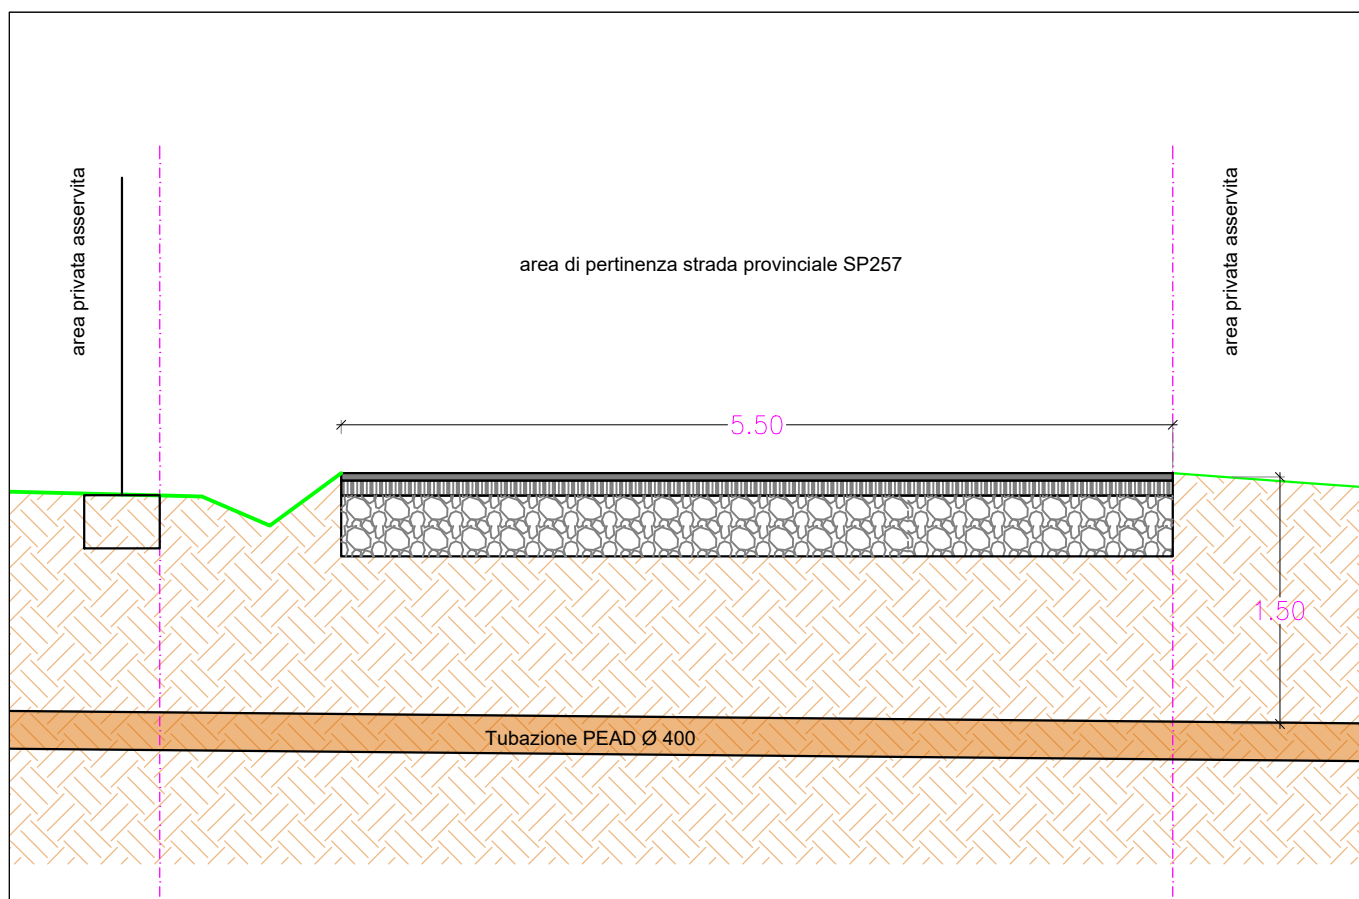 area privata asservita
area di pertinenza strada provinciale SP257
area privata asservita
5.50
1.50
Tubazione PEAD Ø 400